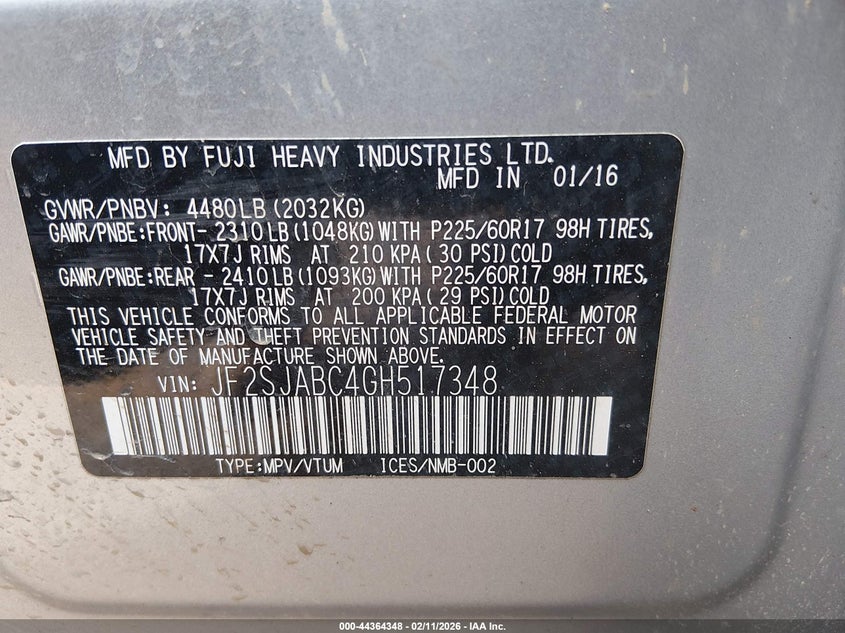 MFD BY FUJI HEAVY INDUSTRIES LTD.
MFD IN 01/16
GVWR/PNBV: 4480LB(2032KG)
GAWR/PNBE:FRONT- 2310LB(1048KG)WITH P225/60R17 98H TIRES,
17X7J RIMS AT 210 KPA(30 PSI)COLD
GAWR/PNBE:REAR - 2410LB(1093KG)WITH P225/60R17 98H TIRES,
17X7J RIMS AT 200 KPA(29 PSI)COLD
THIS VEHICLE CONFORMS TO ALL APPLICABLE FEDERAL MOTOR
VEHICLE SAFETY AND THEFT PREVENTION STANDARDS IN EFFECT ON
THE DATE OF MANUFACTURE SHOWN ABOVE.
VIN: JF2SJABC4GH517348
TYPE:MPV/VTUM ICES/NMB-002
000-44364348 - 02/11/2026 - IAA Inc.